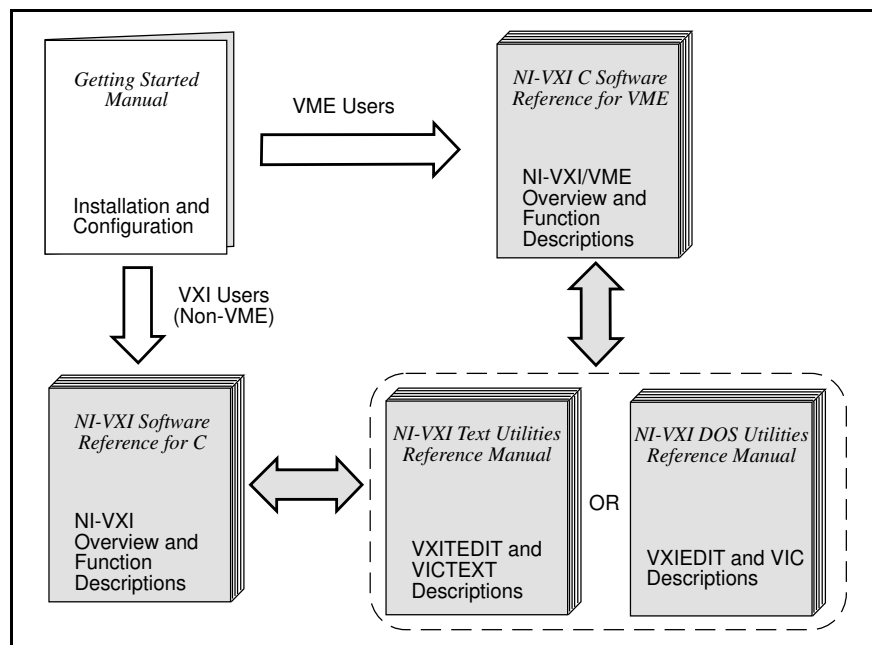 Getting Started
Manual
Installation and
Configuration
VME Users
NI-VXI C Software
Reference for VME
NI-VXI/VME
Overview and
Function
Descriptions
VXI Users
(Non-VME)
NI-VXI Software
Reference for C
NI-VXI
Overview and
Function
Descriptions
NI-VXI Text Utilities
Reference Manual
VXITEDIT and
VICTEXT
Descriptions
OR
NI-VXI DOS Utilities
Reference Manual
VXIEDIT and VIC
Descriptions